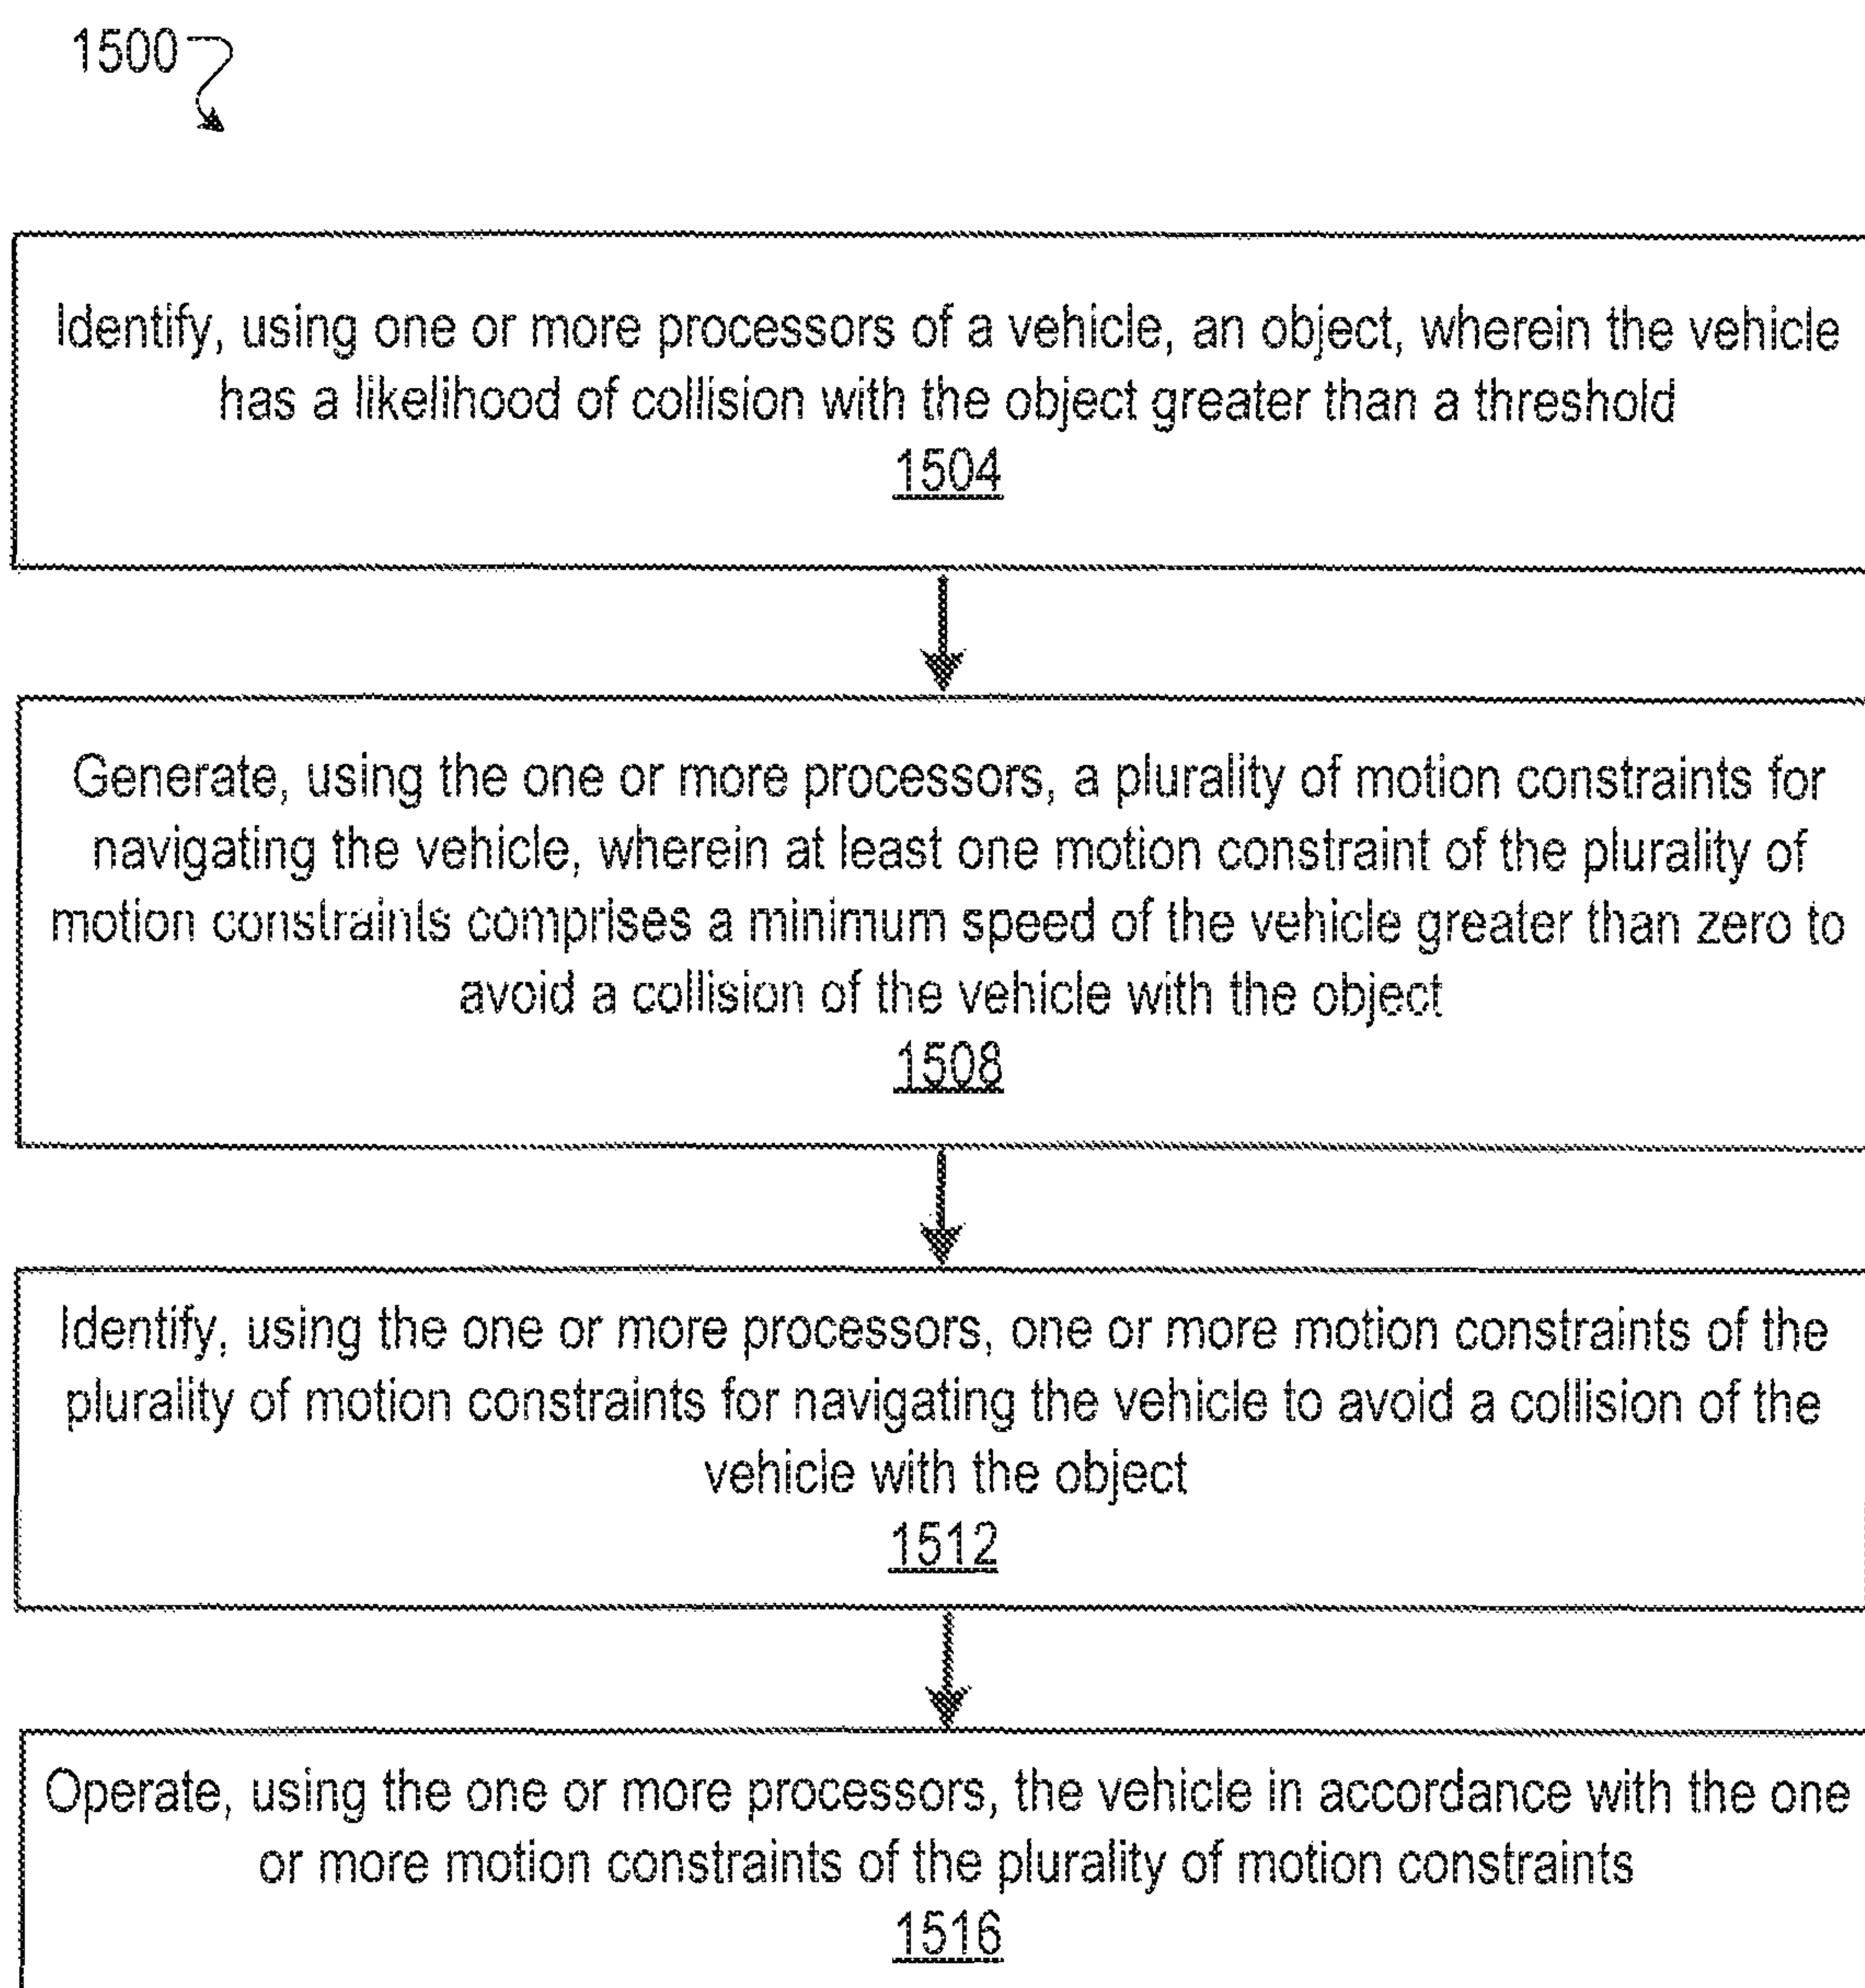 1500
Identify, using one or more processors of a vehicle, an object, wherein the vehicle
has a likelihood of collision with the object greater than a threshold
1504
Generate, using the one or more processors, a plurality of motion constraints for
navigating the vehicle, wherein at least one motion constraint of the plurality of
motion constraints comprises a minimum speed of the vehicle greater than zero to
avoid a collision of the vehicle with the object
1508
Identify, using the one or more processors, one or more motion constraints of the
plurality of motion constraints for navigating the vehicle to avoid a collision of the
vehicle with the object
1512
Operate, using the one or more processors, the vehicle in accordance with the one
or more motion constraints of the plurality of motion constraints
1516